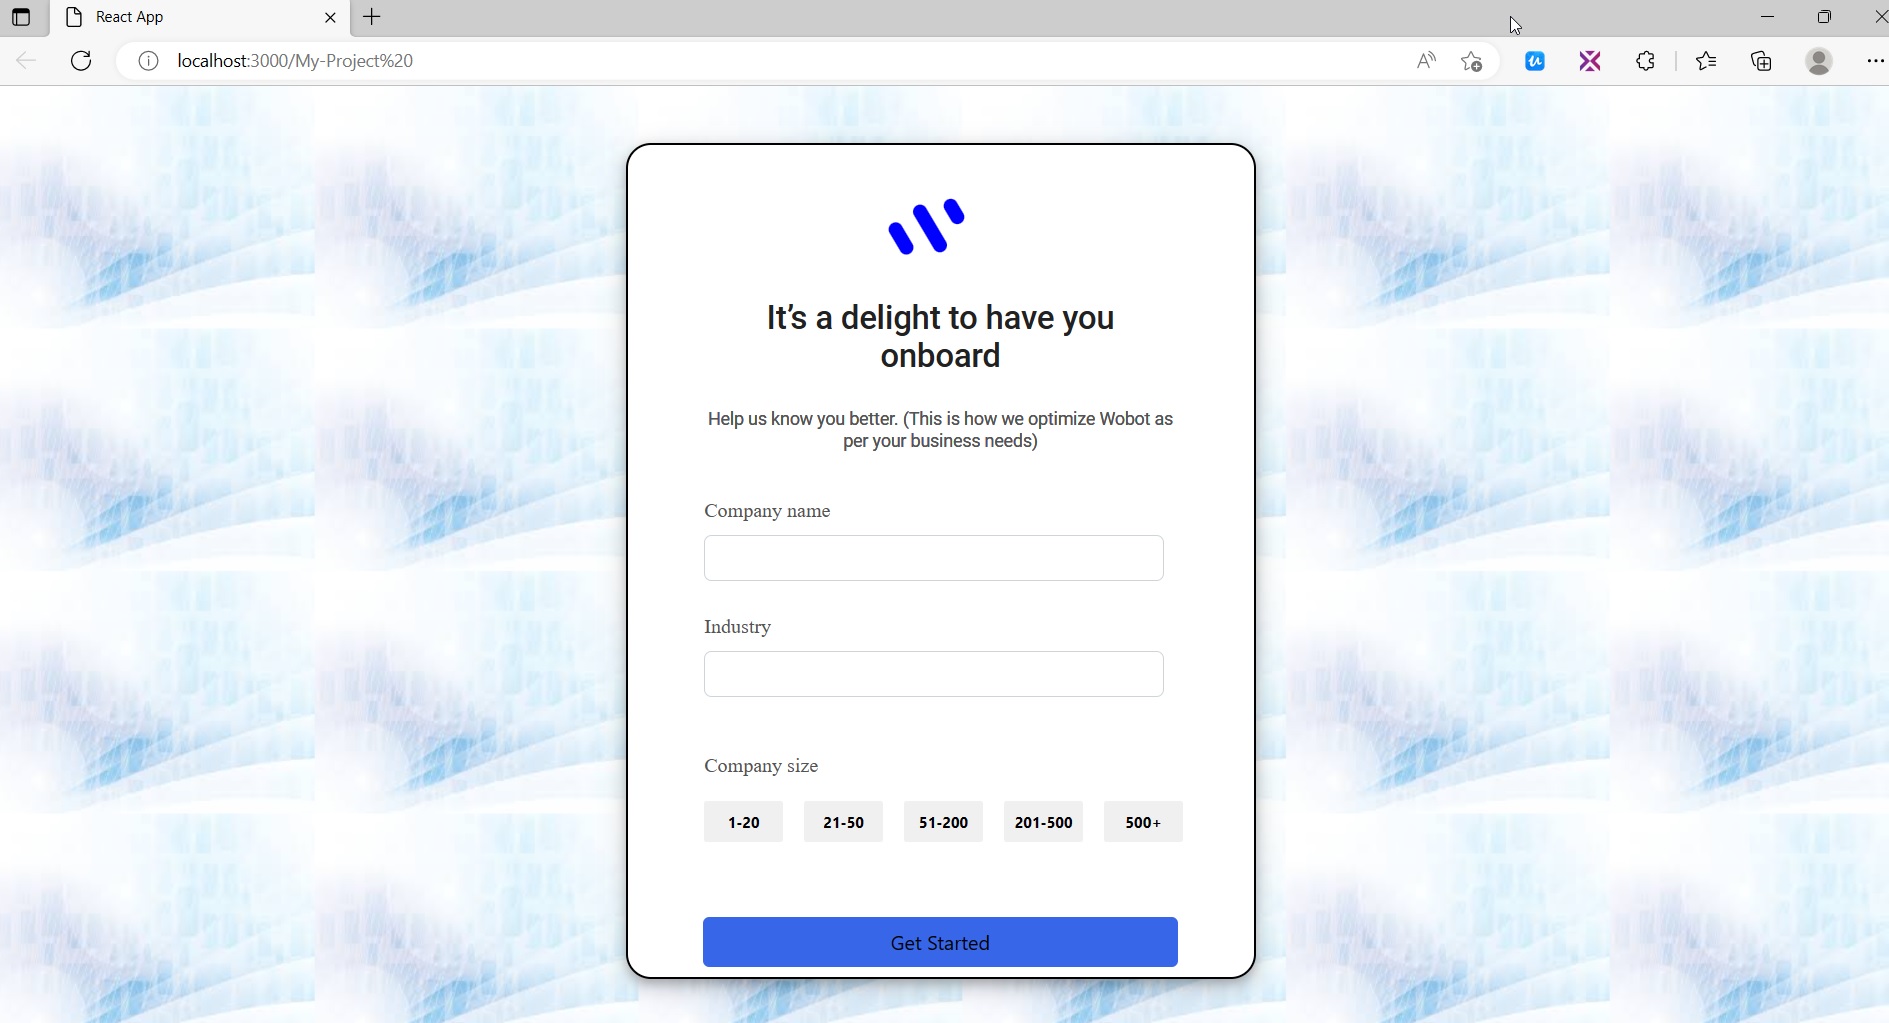 React App
localhost:3000/My-Project%20
It’s a delight to have you
onboard
Help us know you better. (This is how we optimize Wobot as
per your business needs)
Company name
Industry
Company size
1-20 21-50 51-200 201-500 500+
Get Started